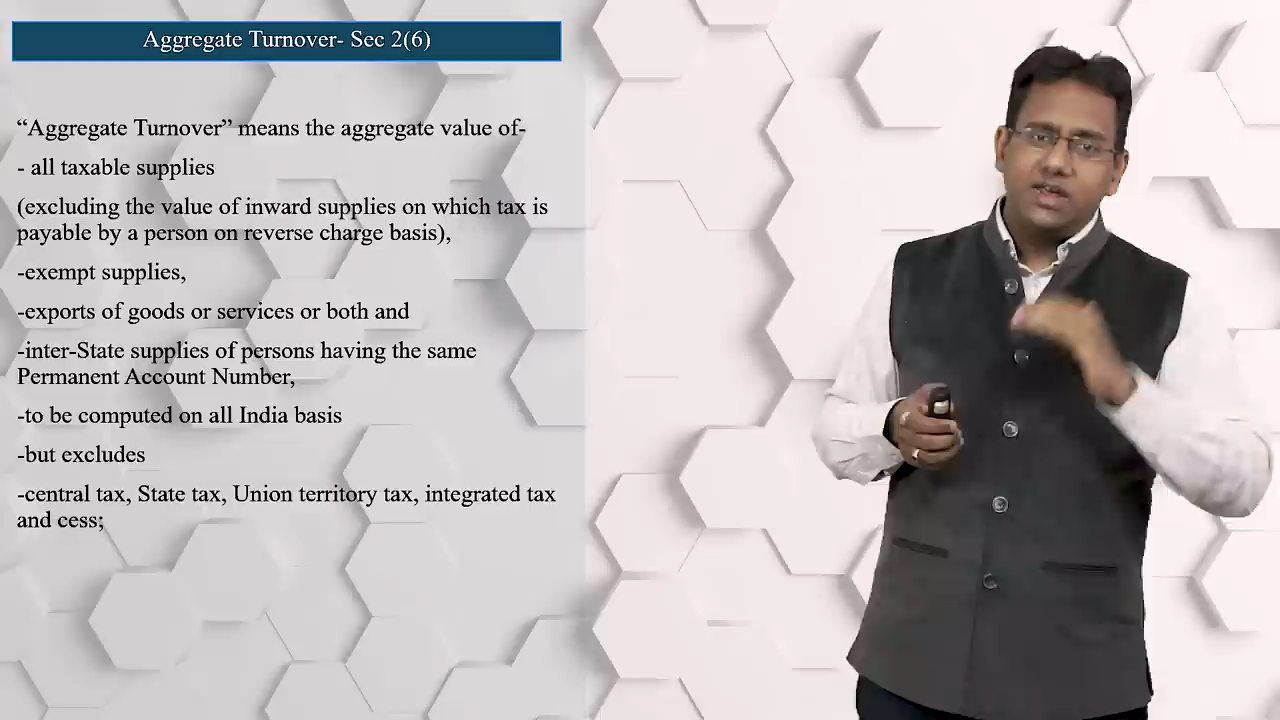 Aggregate Turnover- Sec 2(6)
“Aggregate Turnover” means the aggregate value of-
- all taxable supplies
(excluding the value of inward supplies on which tax is
payable by a person on reverse charge basis),
-exempt supplies,
-exports of goods or services or both and
-inter-State supplies of persons having the same
Permanent Account Number,
-to be computed on all India basis
-but excludes
-central tax, State tax, Union territory tax, integrated tax
and cess;